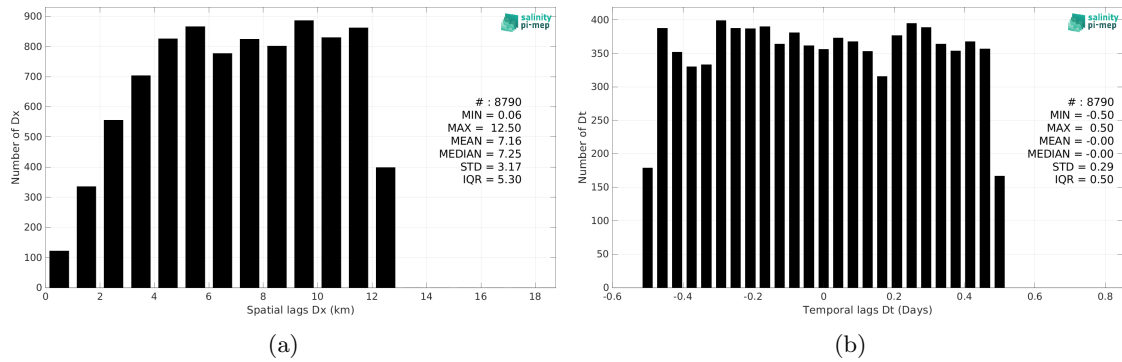 900
800
700
600
500
400
300
200
100
0
Number of Dx
0 2 4 6 8 10 12 14 16 18
Spatial lags Dx (km)
salinity
pi-mep
# : 8790
MIN = 0.06
MAX = 12.50
MEAN = 7.16
MEDIAN = 7.25
STD = 3.17
IQR = 5.30
(a)
400
350
300
250
200
150
100
50
0
Number of Dt
-0.6 -0.4 -0.2 0 0.2 0.4 0.6 0.8
Temporal lags Dt (Days)
salinity
pi-mep
# : 8790
MIN = -0.50
MAX = 0.50
MEAN = -0.00
MEDIAN = -0.00
STD = 0.29
IQR = 0.50
(b)